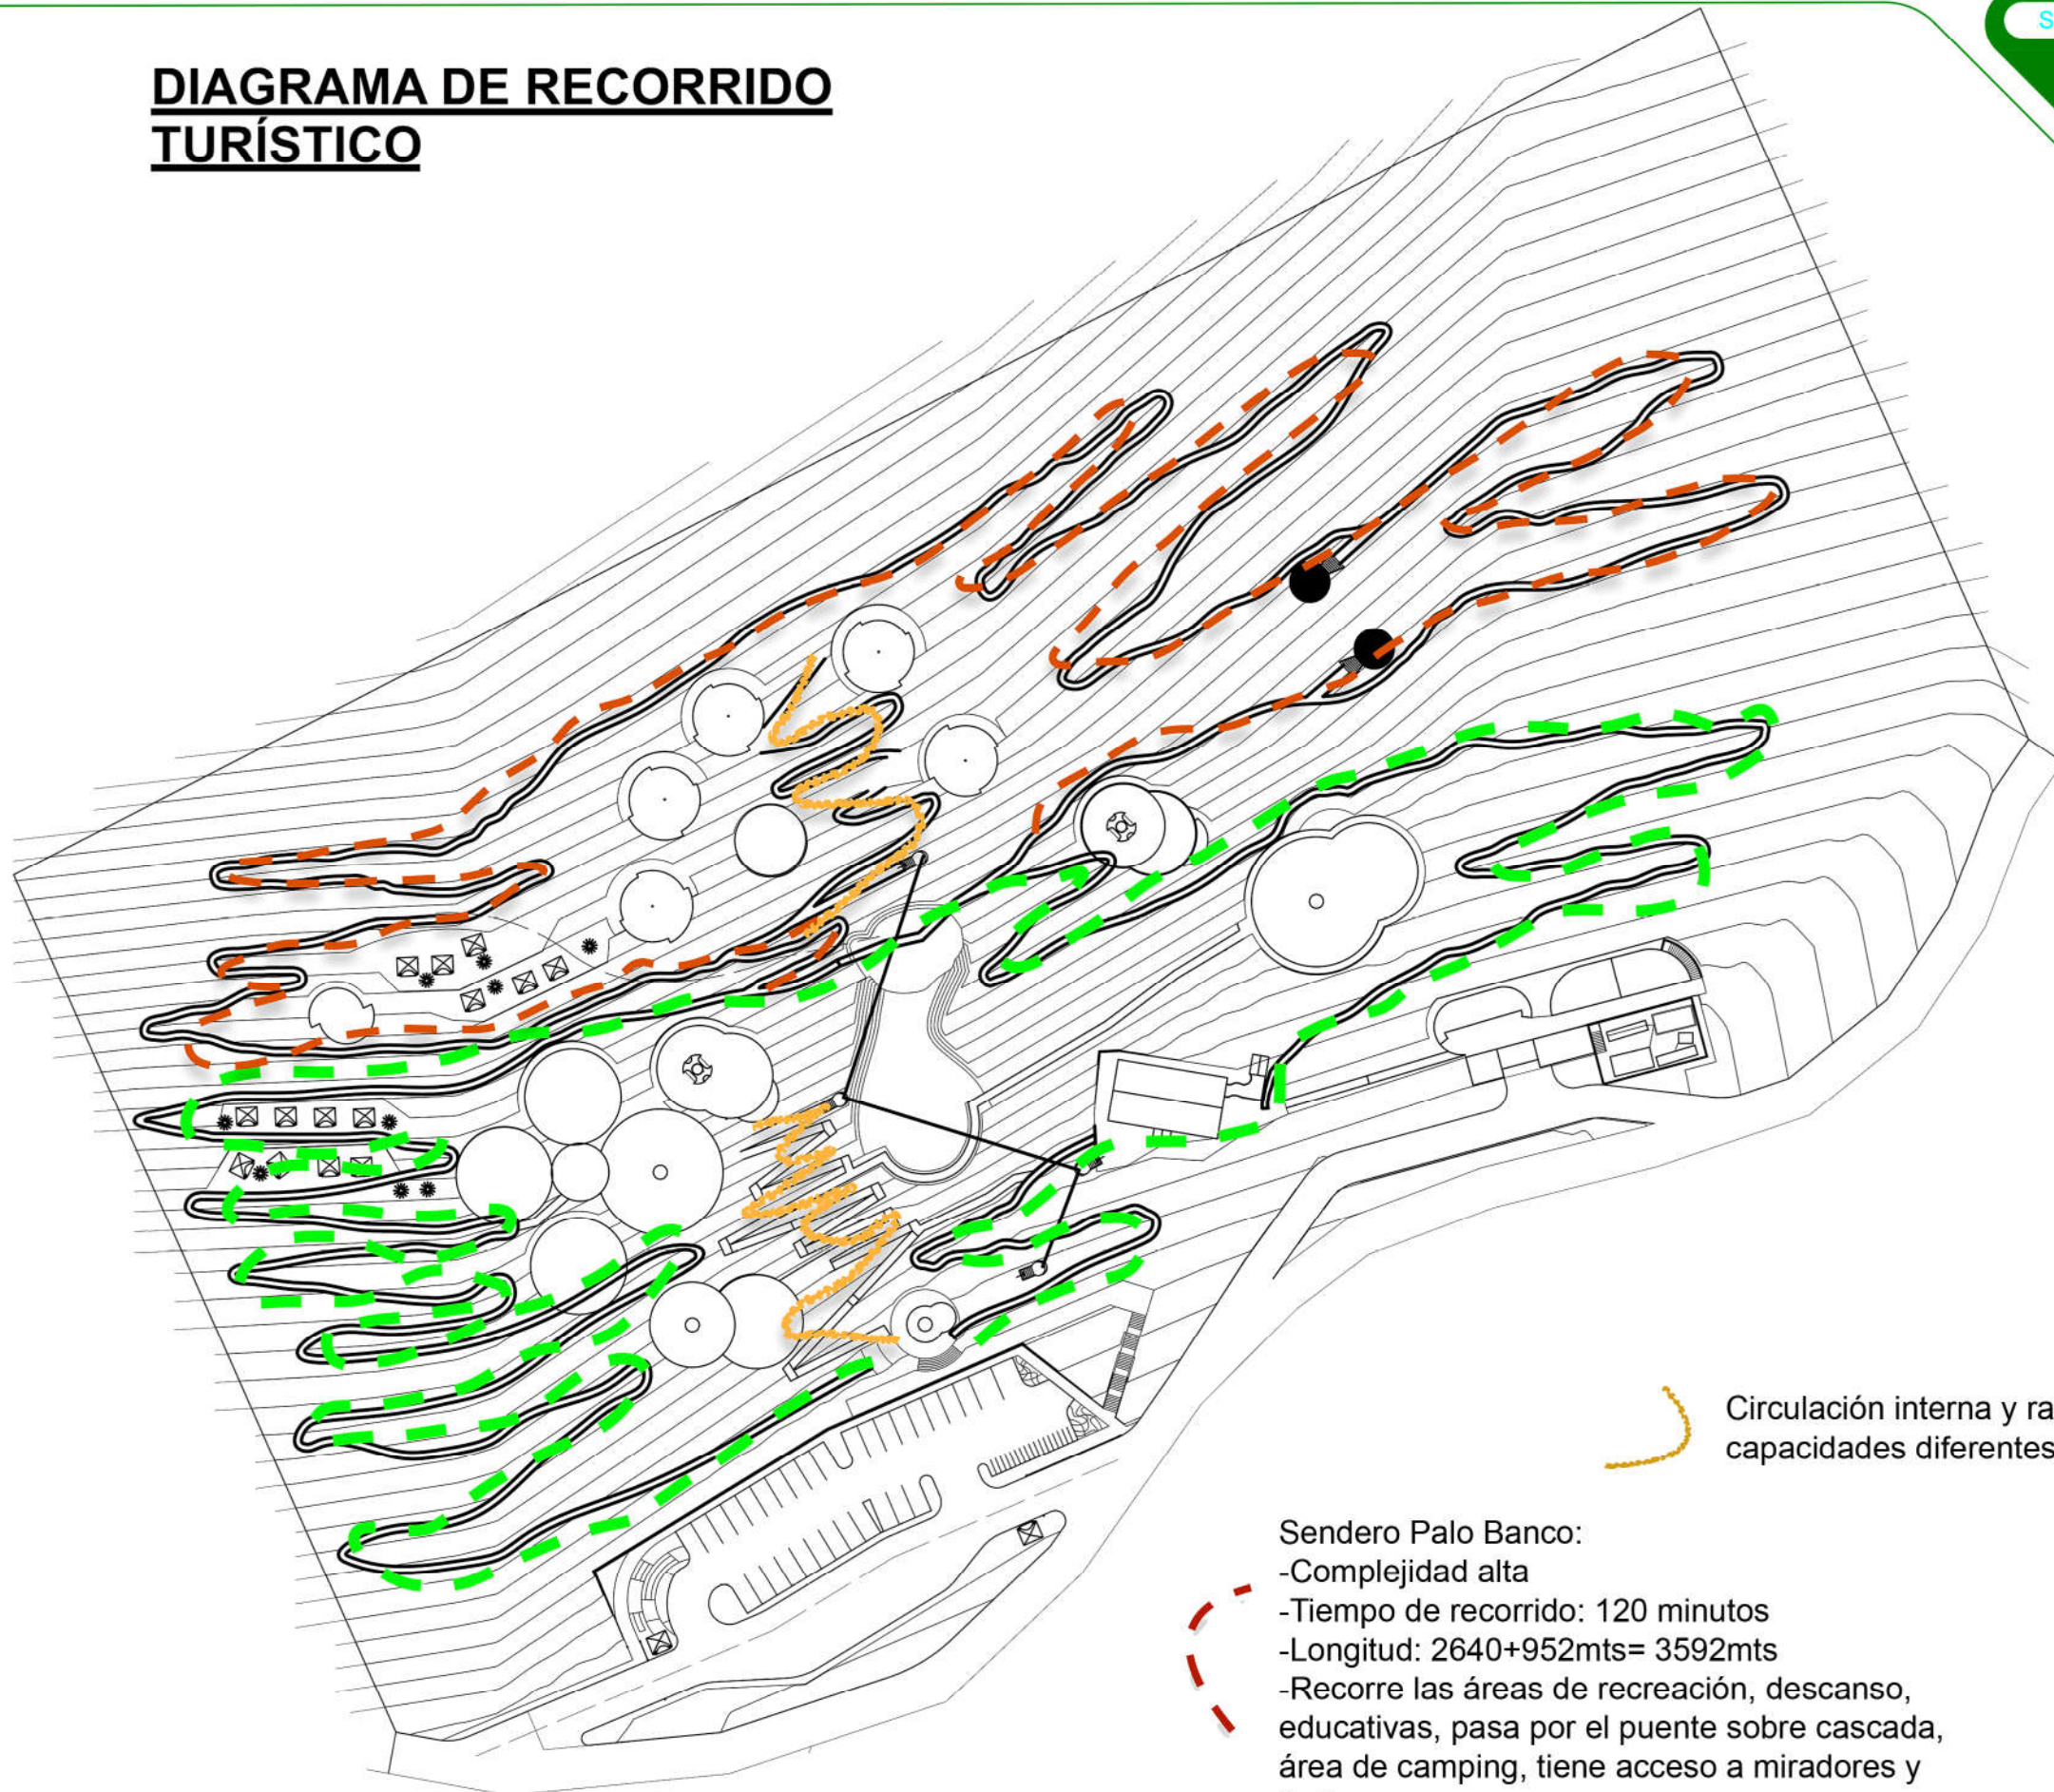 DIAGRAMA DE RECORRIDO
TURÍSTICO
Circulación interna y
capacidades diferentes
Sendero Palo Banco:
-Complejidad alta
-Tiempo de recorrido: 120 minutos
-Longitud: 2640+952mts= 3592mts
-Recorre las áreas de recreación, descanso,
educativas, pasa por el puente sobre cascada,
área de camping, tiene acceso a miradores y